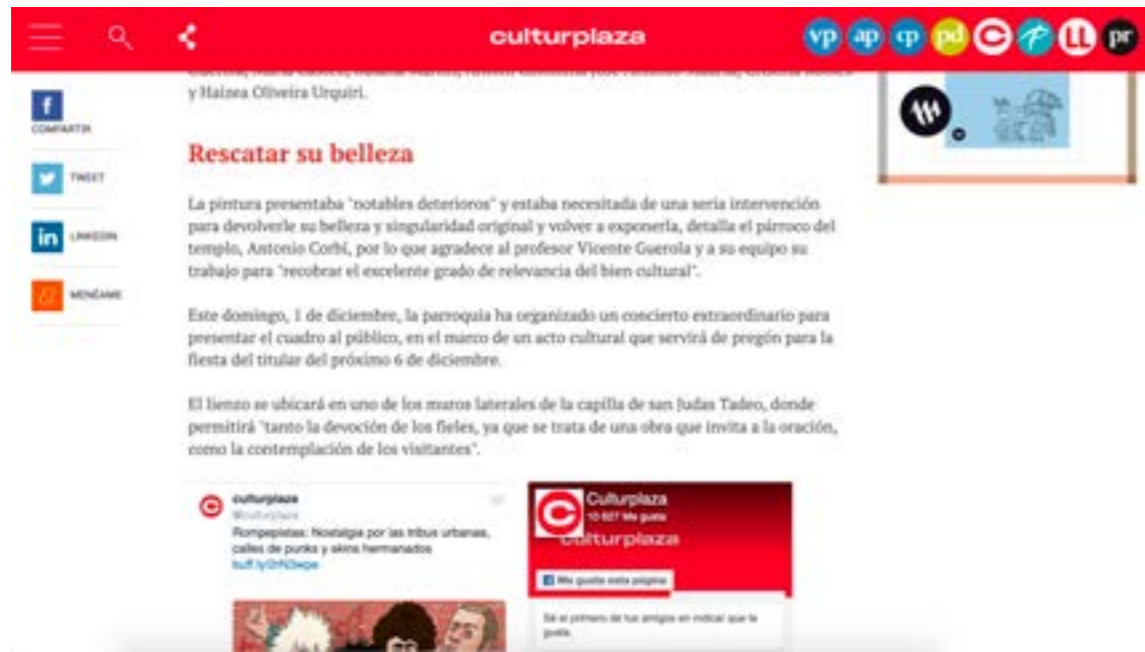 culturplaza
vp ap cp pd C LL pr
y Haizea Oliveira Urquiri.
COMPARTIR
TWEET
LINKEDIN
MENÉAME
Rescatar su belleza
La pintura presentaba "notables deterioros" y estaba necesitada de una seria intervención
para devolverle su belleza y singularidad original y volver a exponerla, detalla el párroco del
templo, Antonio Corbí, por lo que agradece al profesor Vicente Guerola y a su equipo su
trabajo para "recobrar el excelente grado de relevancia del bien cultural".
Este domingo, 1 de diciembre, la parroquia ha organizado un concierto extraordinario para
presentar el cuadro al público, en el marco de un acto cultural que servirá de pregón para la
fiesta del titular del próximo 6 de diciembre.
El lienzo se ubicará en uno de los muros laterales de la capilla de san Judas Tadeo, donde
permitirá "tanto la devoción de los fieles, ya que se trata de una obra que invita a la oración,
como la contemplación de los visitantes".
culturplaza
@culturplaza
Rompepistas: Nostalgia por las tribus urbanas,
calles de punks y skins hermanados
Culturplaza
10 827 Me gusta
culturplaza
Me gusta esta página
Sé el primero de tus amigos en indicar que te
gusta.